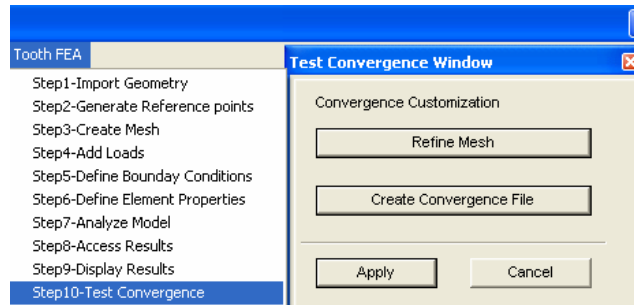 Tooth FEA
Step1-Import Geometry
Step2-Generate Reference points
Step3-Create Mesh
Step4-Add Loads
Step5-Define Boundary Conditions
Step6-Define Element Properties
Step7-Analyze Model
Step8-Access Results
Step9-Display Results
Step10-Test Convergence
Test Convergence Window
Convergence Customization
Refine Mesh
Create Convergence File
Apply
Cancel